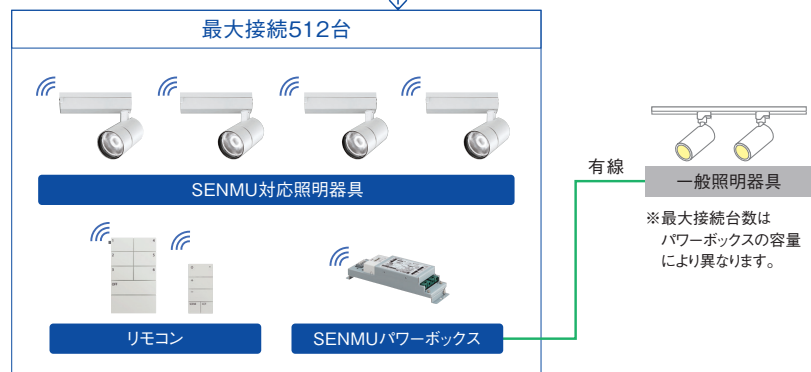 最大接続512台
SENMU対応照明器具
有線
一般照明器具
※最大接続台数は
パワーボックスの容量
により異なります。
リモコン
SENMUパワーボックス